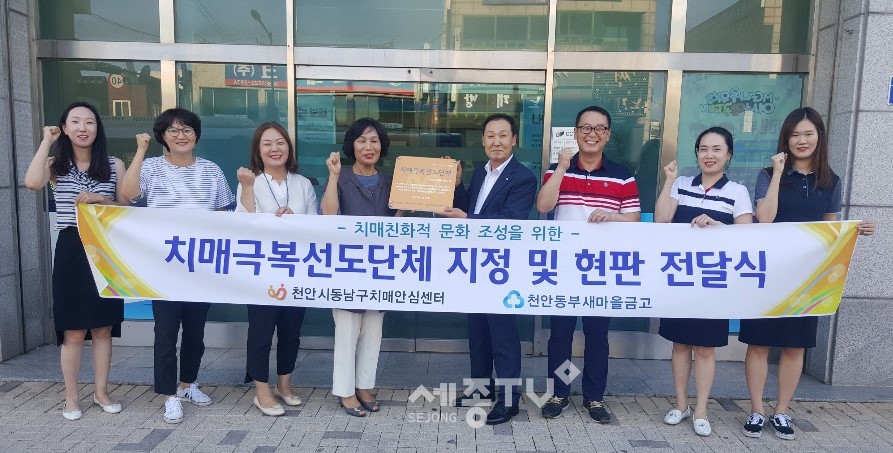 40
치매극복선도단체
- 치매친화적 문화 조성을 위한 -
치매극복선도단체 지정 및 현판 전달식
천안시동남구치매안심센터 천안동부새마을금고
세종TV
SEJONG